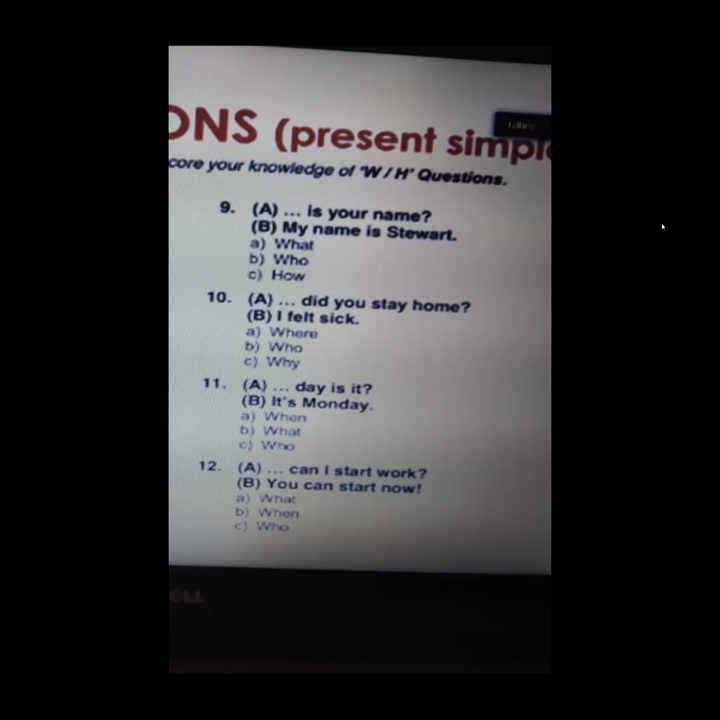 ONS (present simple
core your knowledge of 'W / H' Questions.
9. (A) ... is your name?
(B) My name is Stewart.
a) What
b) Who
c) How
10. (A) ... did you stay home?
(B) I felt sick.
a) Where
b) Who
c) Why
11. (A) ... day is it?
(B) It's Monday.
a) When
b) What
c) Who
12. (A) ... can I start work?
(B) You can start now!
a) What
b) When
c) Who
DELL